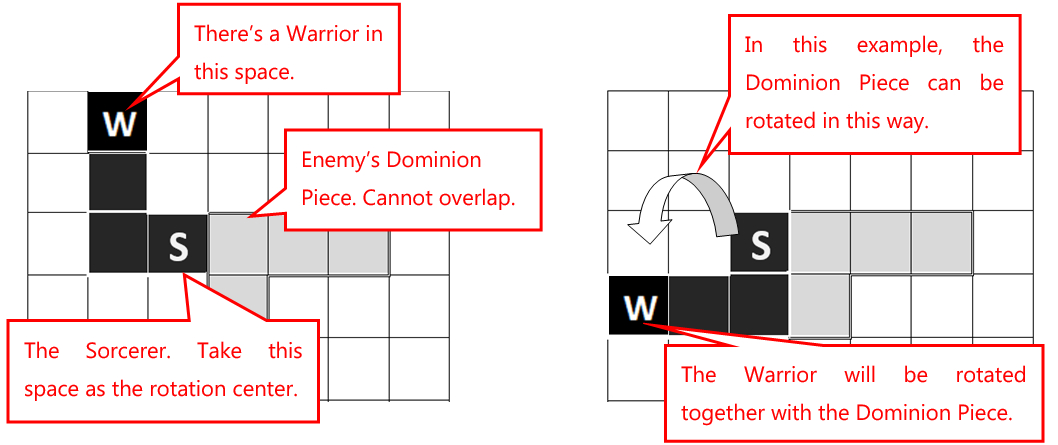 There's a Warrior in
this space.
W
Enemy's Dominion
Piece. Cannot overlap.
S
The Sorcerer. Take this
space as the rotation center.
In this example, the
Dominion Piece can be
rotated in this way.
S
W
The Warrior will be rotated
together with the Dominion Piece.